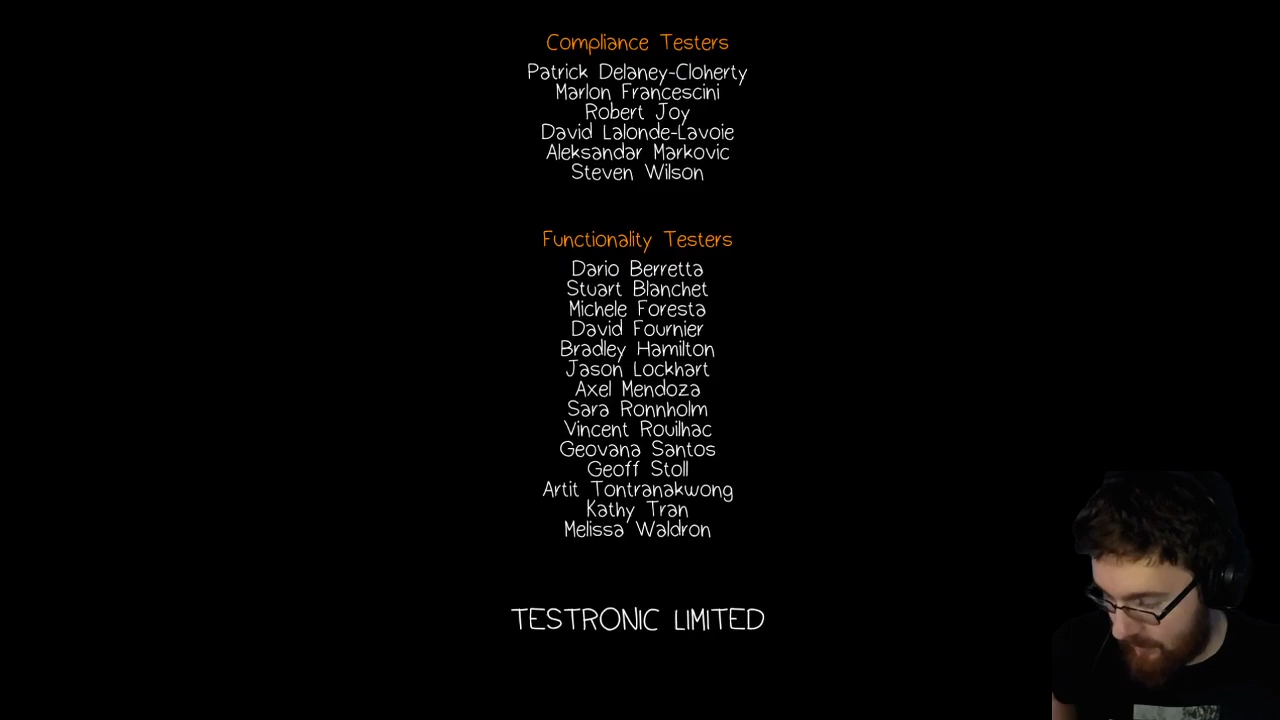 Compliance Testers
Patrick Delaney-Cloherty
Marlon Francescini
Robert Joy
David Lalonde-Lavoie
Aleksandar Markovic
Steven Wilson
Functionality Testers
Dario Berretta
Stuart Blanchet
Michele Foresta
David Fournier
Bradley Hamilton
Jason Lockhart
Axel Mendoza
Sara Ronnholm
Vincent Rouilhac
Geovana Santos
Geoff Stoll
Artit Tontranakwong
Kathy Tran
Melissa Waldron
TESTRONIC LIMITED